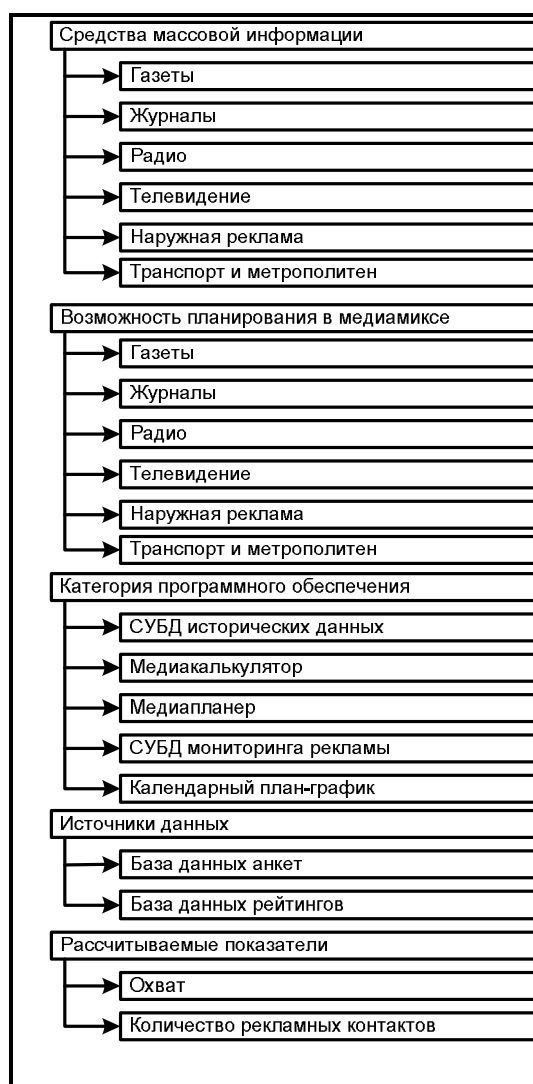 Средства массовой информации
Газеты
Журналы
Радио
Телевидение
Наружная реклама
Транспорт и метрополитен
Возможность планирования в медиамиксе
Газеты
Журналы
Радио
Телевидение
Наружная реклама
Транспорт и метрополитен
Категория программного обеспечения
СУБД исторических данных
Медиакалькулятор
Медиапланер
СУБД мониторинга рекламы
Календарный план-график
Источники данных
База данных анкет
База данных рейтингов
Рассчитываемые показатели
Охват
Количество рекламных контактов